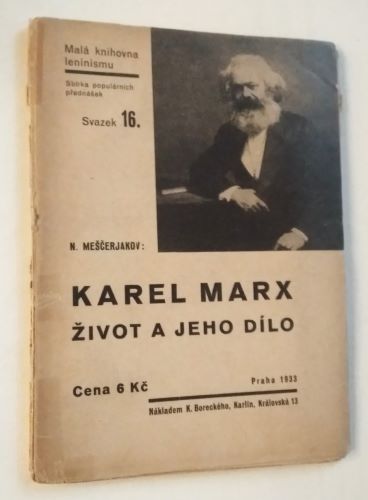 Malá knihovna
leninismu
Sbírka populárních
přednášek
Svazek 16.
N. MEŠČERJAKOV:
KAREL MARX
ŽIVOT A JEHO DÍLO
Cena 6 Kč
Praha 1933
Nákladem K. Boreckého, Karlín, Královská 13